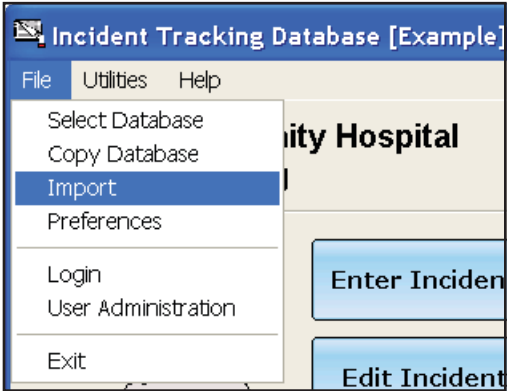 Incident Tracking Database [Example]
File Utilities Help
Select Database
Copy Database
Import
Preferences
Login
User Administration
Exit
ity Hospital
Enter Inciden
Edit Incident